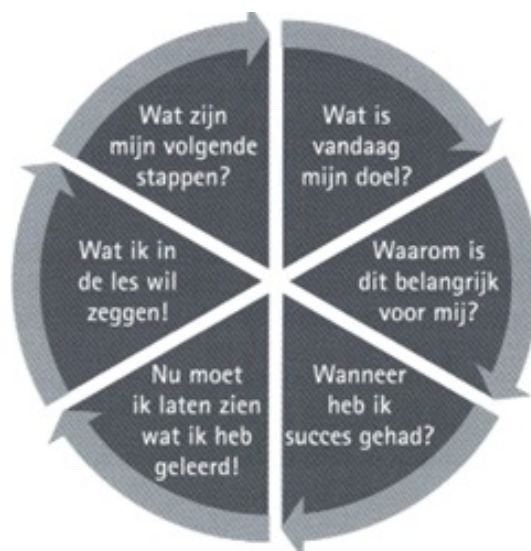 Wat is
vandaag
mijn doel?
Waarom is
dit belangrijk
voor mij?
Wanneer
heb ik
succes gehad?
Nu moet
ik laten zien
wat ik heb
geleerd!
Wat ik in
de les wil
zeggen!
Wat zijn
mijn volgende
stappen?